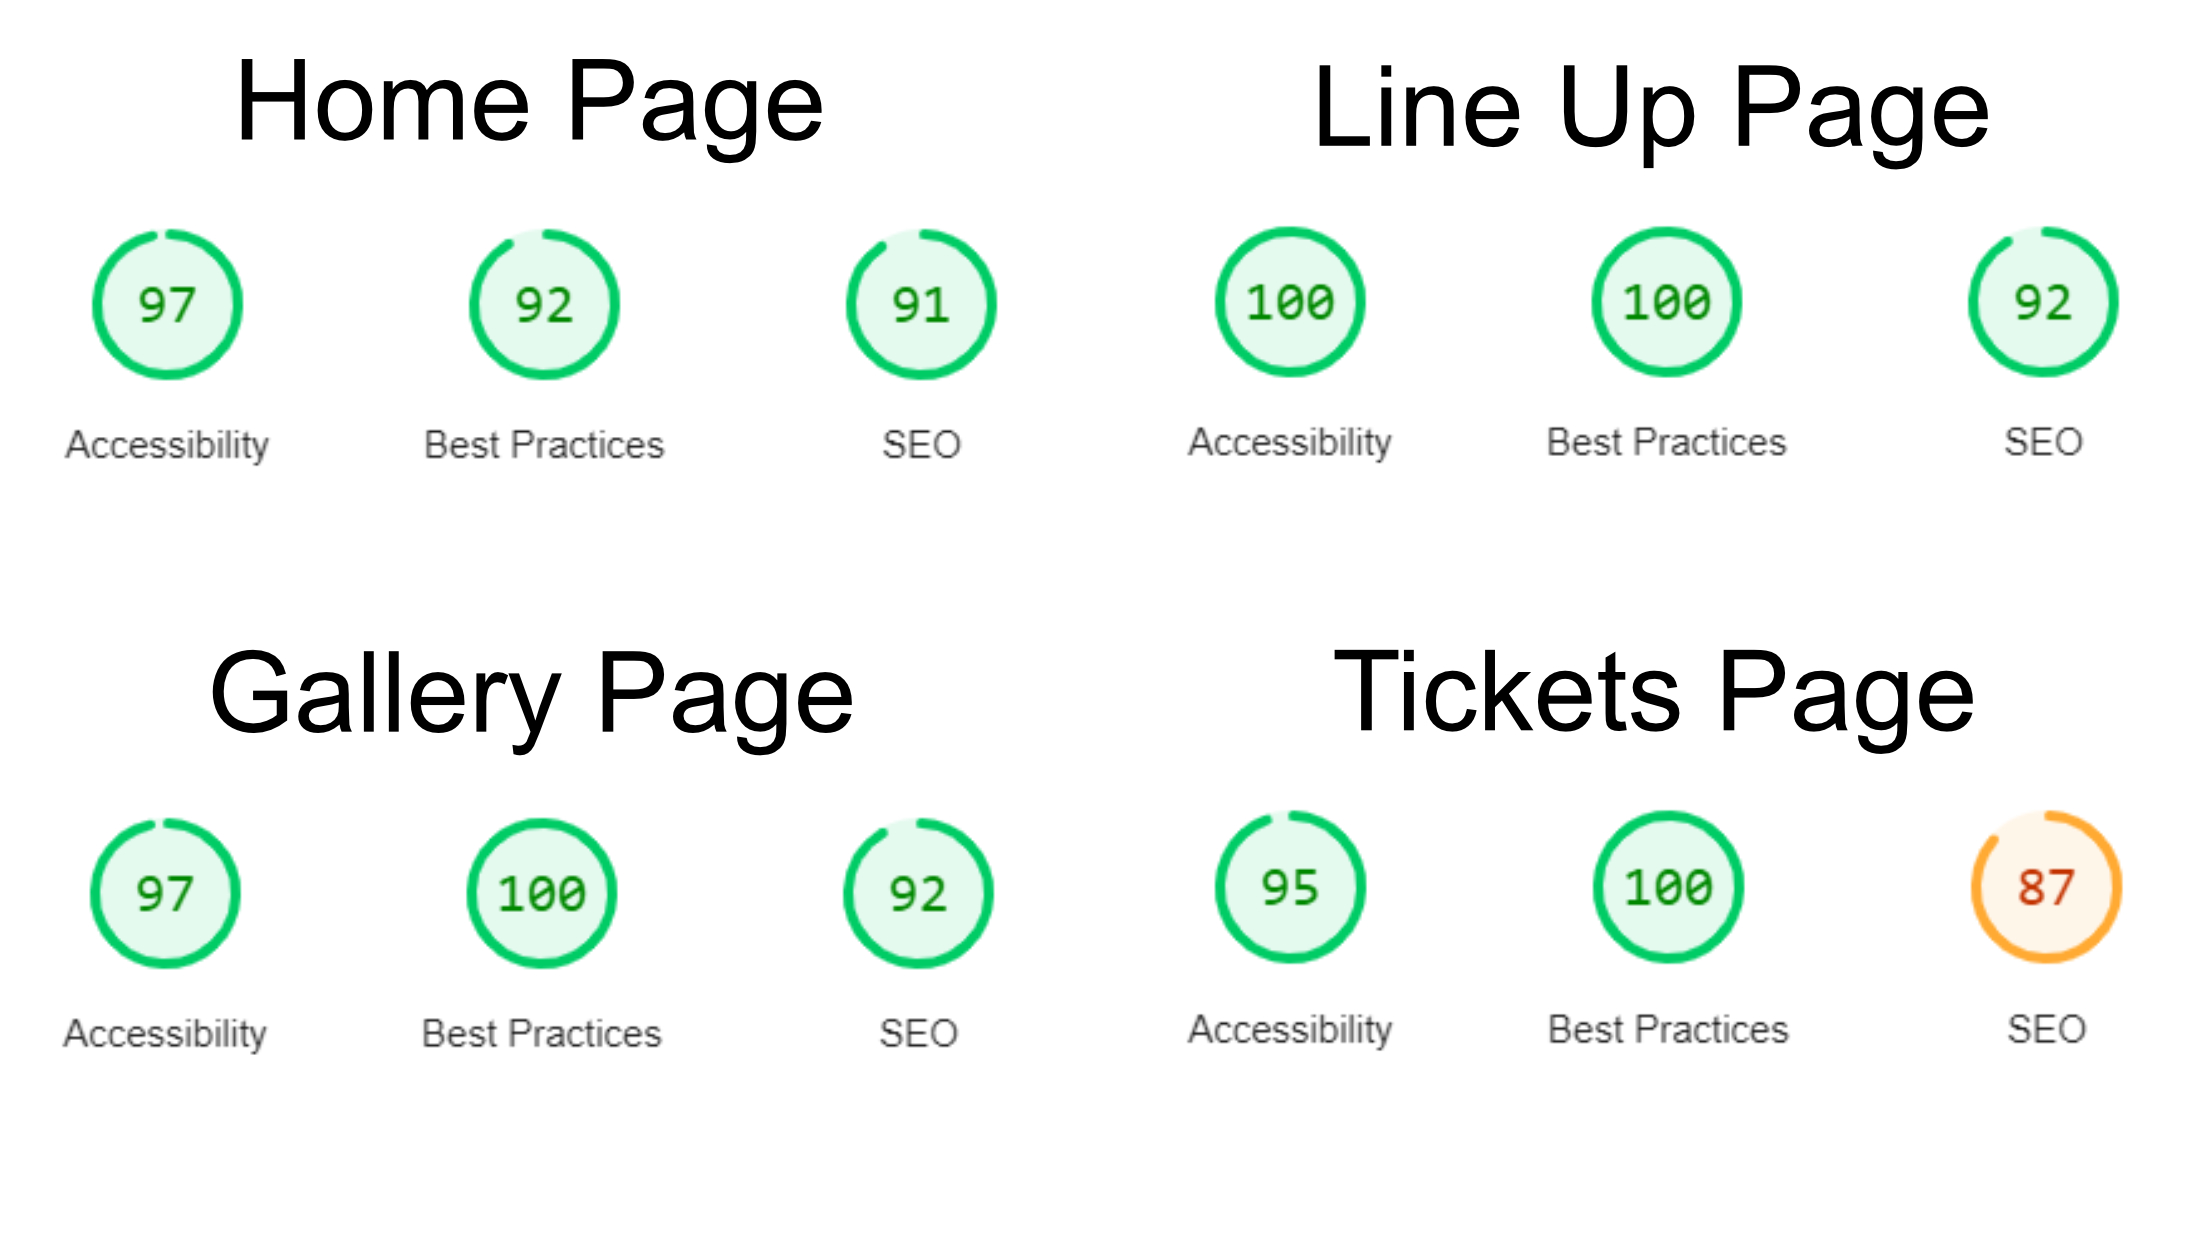 Home Page
97 92 91
Accessibility Best Practices SEO
Line Up Page
100 100 92
Accessibility Best Practices SEO
Gallery Page
97 100 92
Accessibility Best Practices SEO
Tickets Page
95 100 87
Accessibility Best Practices SEO